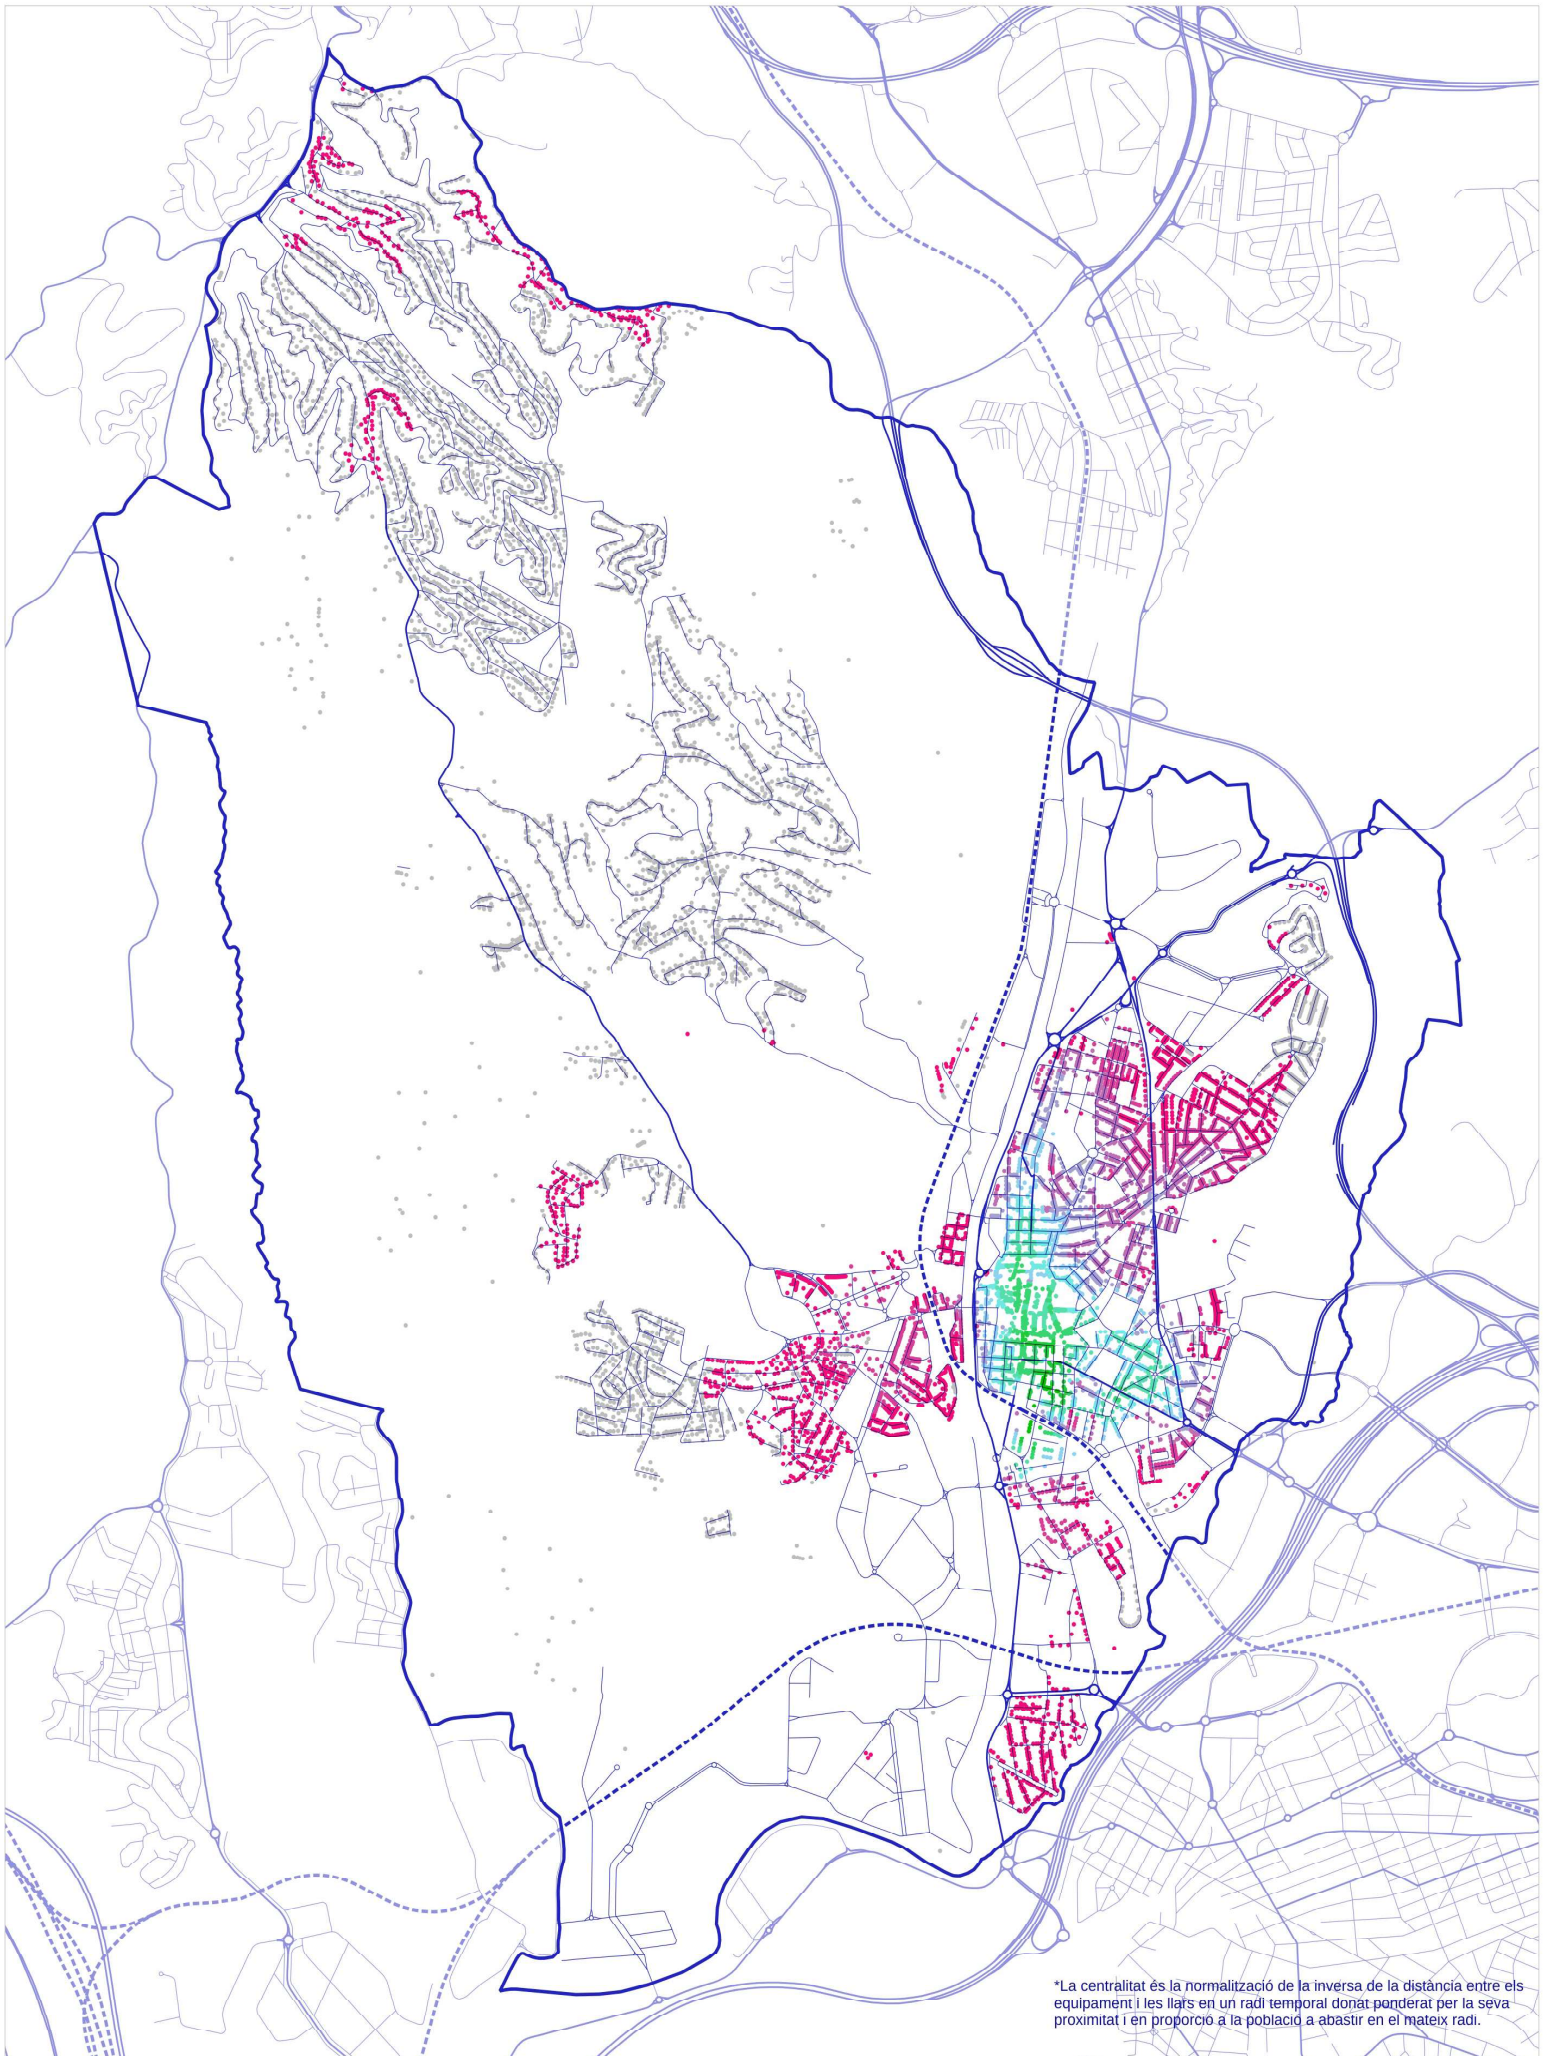 *La centralitat és la normalització de la inversa de la distància entre els
equipament i les llars en un radi temporal donat ponderat per la seva
proximitat i en proporció a la població a abastir en el mateix radi.